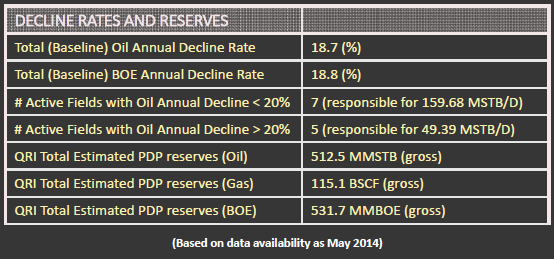 DECLINE RATES AND RESERVES
Total (Baseline) Oil Annual Decline Rate 18.7 (%)
Total (Baseline) BOE Annual Decline Rate 18.8 (%)
# Active Fields with Oil Annual Decline < 20% 7 (responsible for 159.68 MSTB/D)
# Active Fields with Oil Annual Decline > 20% 5 (responsible for 49.39 MSTB/D)
QRI Total Estimated PDP reserves (Oil) 512.5 MMSTB (gross)
QRI Total Estimated PDP reserves (Gas) 115.1 BSCF (gross)
QRI Total Estimated PDP reserves (BOE) 531.7 MMBOE (gross)
(Based on data availability as May 2014)